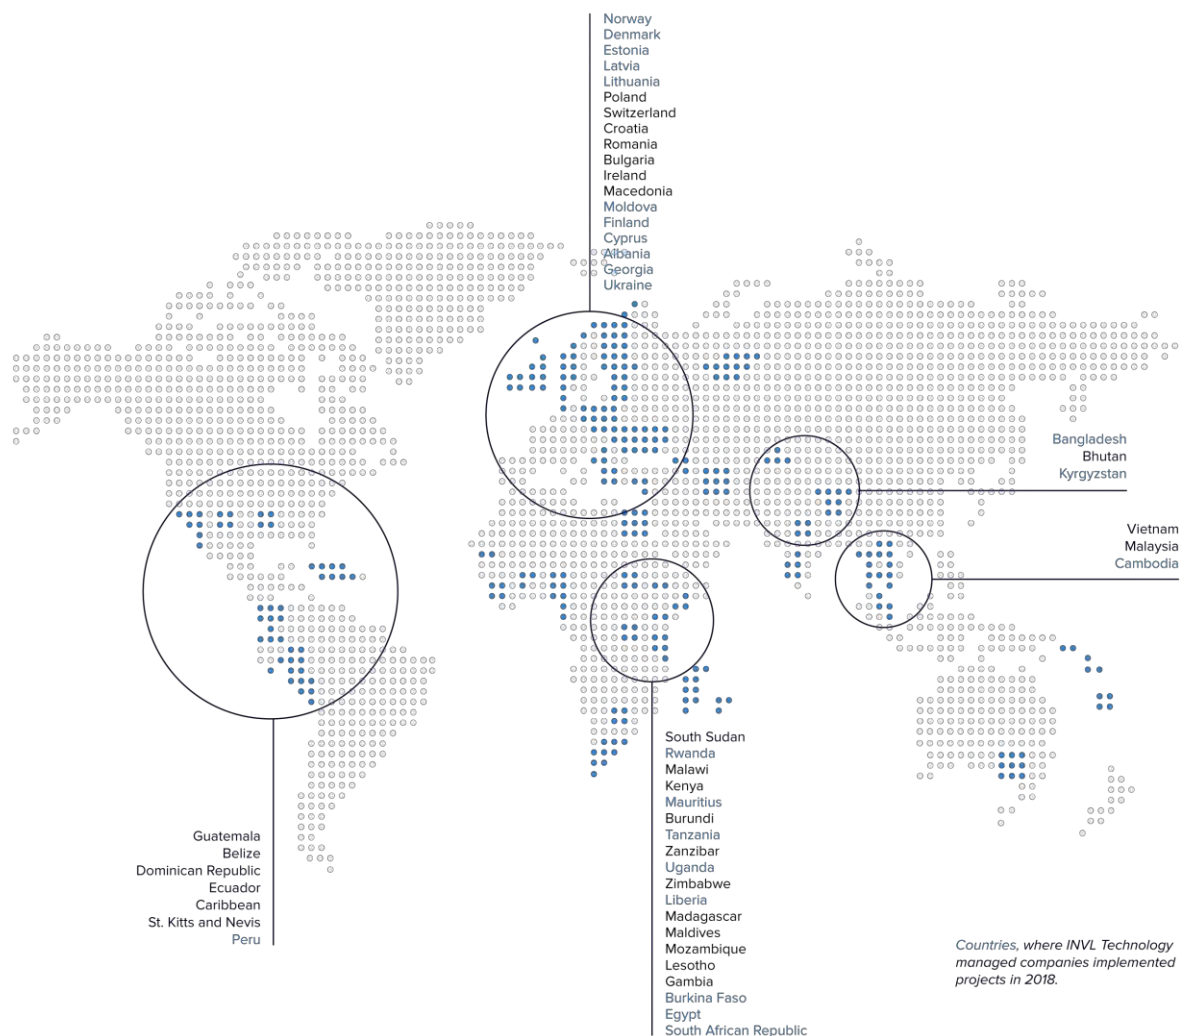 Norway
Denmark
Estonia
Latvia
Lithuania
Poland
Switzerland
Croatia
Romania
Bulgaria
Ireland
Macedonia
Moldova
Finland
Cyprus
Albania
Georgia
Ukraine
Bangladesh
Bhutan
Kyrgyzstan
Vietnam
Malaysia
Cambodia
Guatemala
Belize
Dominican Republic
Ecuador
Caribbean
St. Kitts and Nevis
Peru
South Sudan
Rwanda
Malawi
Kenya
Mauritius
Burundi
Tanzania
Zanzibar
Uganda
Zimbabwe
Liberia
Madagascar
Maldives
Mozambique
Lesotho
Gambia
Burkina Faso
Egypt
South African Republic
Countries, where INVL Technology
managed companies implemented
projects in 2018.